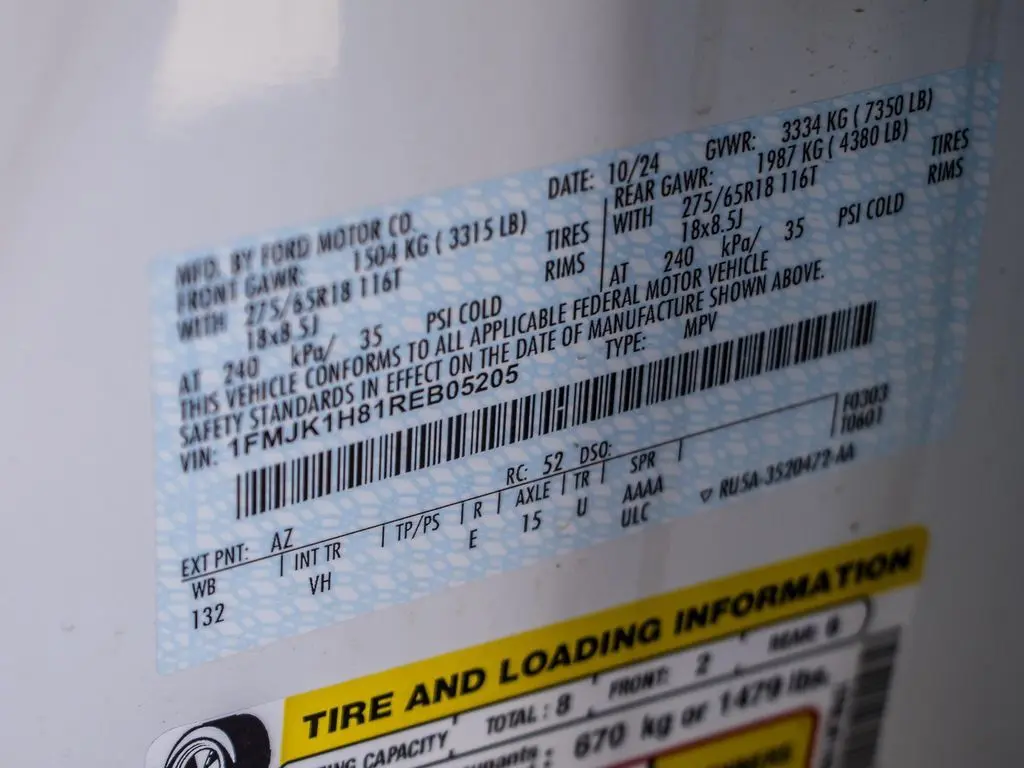 MFD. BY FORD MOTOR CO.
DATE: 10/24 GVWR: 3334 KG ( 7350 LB)
FRONT GAWR: 1504 KG ( 3315 LB)
REAR GAWR: 1987 KG ( 4380 LB)
WITH 275/65R18 116T TIRES
WITH 275/65R18 116T TIRES
18x8.5J RIMS
18x8.5J RIMS
AT 240 kPa/ 35 PSI COLD
AT 240 kPa/ 35 PSI COLD
THIS VEHICLE CONFORMS TO ALL APPLICABLE FEDERAL MOTOR VEHICLE
SAFETY STANDARDS IN EFFECT ON THE DATE OF MANUFACTURE SHOWN ABOVE.
VIN: 1FMJK1H81REB05205 TYPE: MPV
F0303
T0601
EXT PNT: AZ RC: 52 DSO:
WB INT TR TP/PS R AXLE TR SPR
132 VH E 15 U AAAA
ULC
RU5A-3520472-AA
TIRE AND LOADING INFORMATION
CAPACITY TOTAL : 8 FRONT: 2 REAR: 6
670 kg or 1479 lbs.